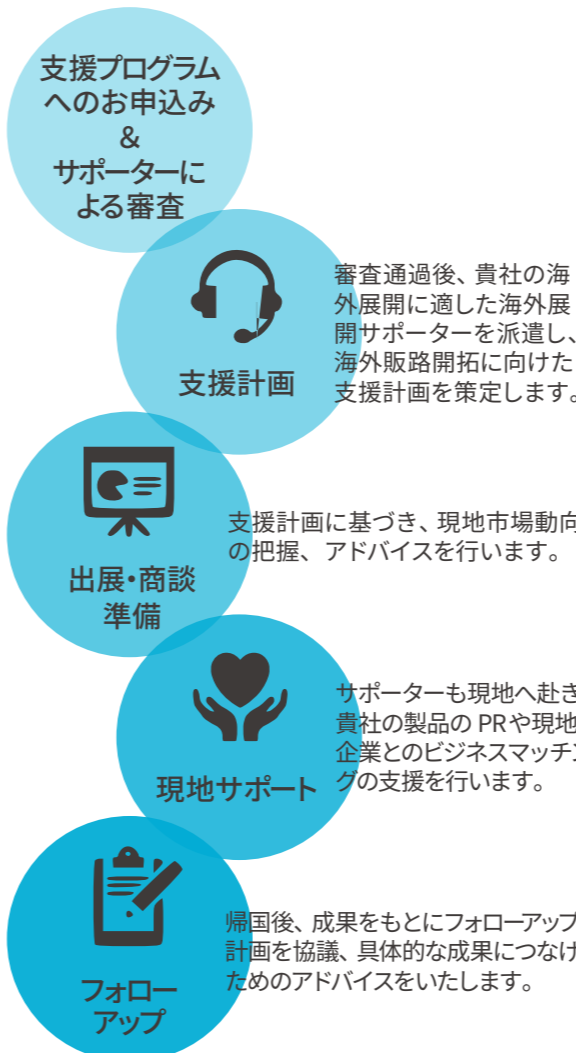 支援プログラム
へのお申込み
&
サポーターに
よる審査
支援計画
審査通過後、貴社の海
外展開に適した海外展
開サポーターを派遣し、
海外販路開拓に向けた
支援計画を策定します。
出展・商談
準備
支援計画に基づき、現地市場動向
の把握、アドバイスを行います。
現地サポート
サポーターも現地へ赴き
貴社の製品のPRや現地
企業とのビジネスマッチン
グの支援を行います。
フォロー
アップ
帰国後、成果をもとにフォローアップ
計画を協議、具体的な成果につなげ
ためのアドバイスをいたします。